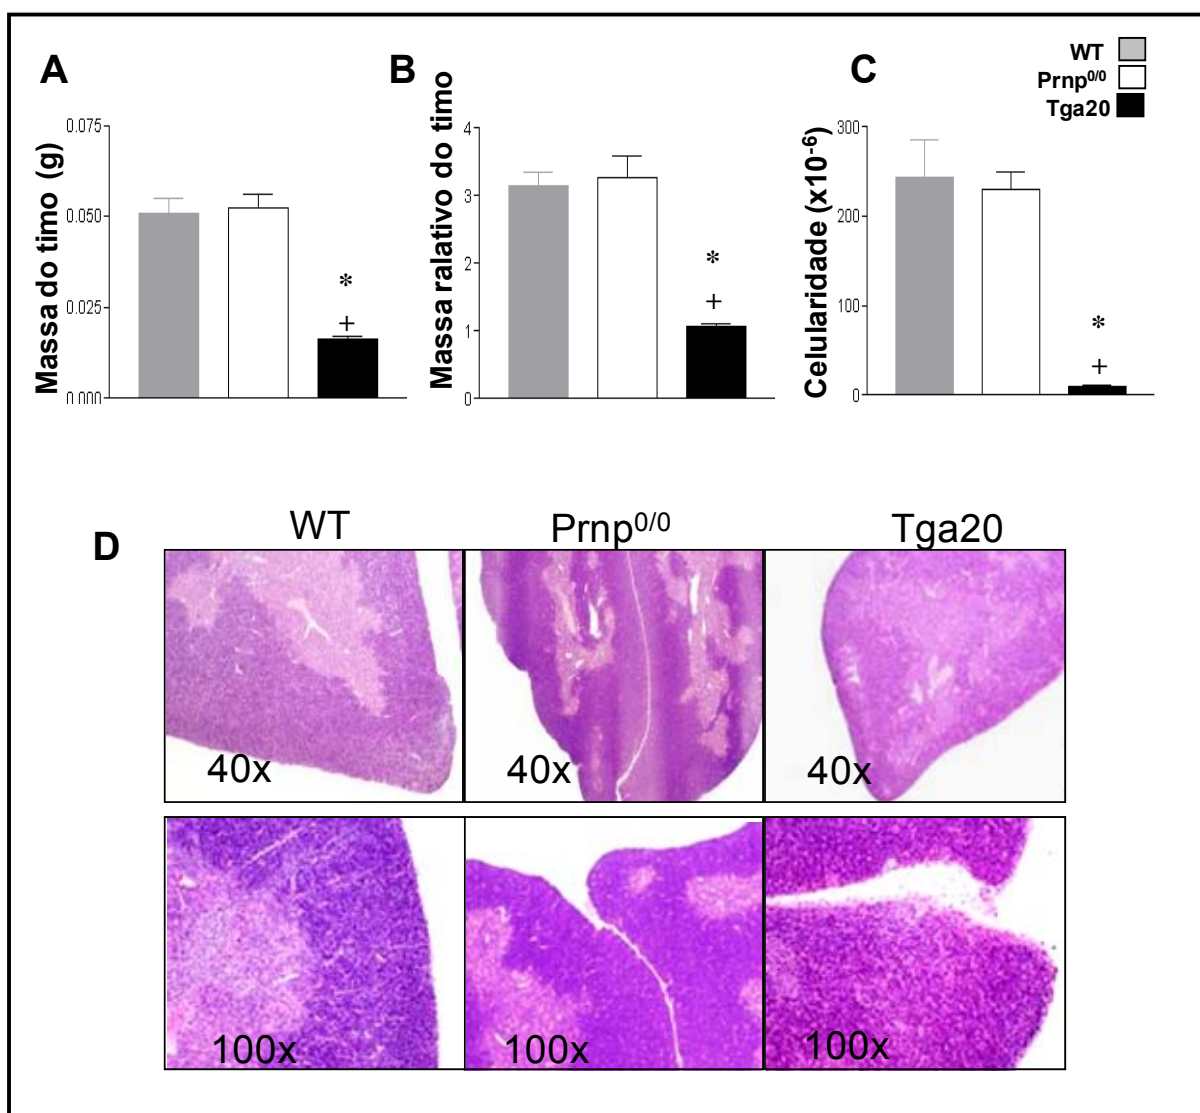 A
B
C
WT
Prnp0/0
Tga20
Massa do timo (g)
0.075
0.050
0.025
0.000
Massa ralativo do timo
4
3
2
1
0
Celularidade (x10-6)
300
200
100
0
*
+
*
+
*
+
D
WT
Prnp0/0
Tga20
40x
40x
40x
100x
100x
100x